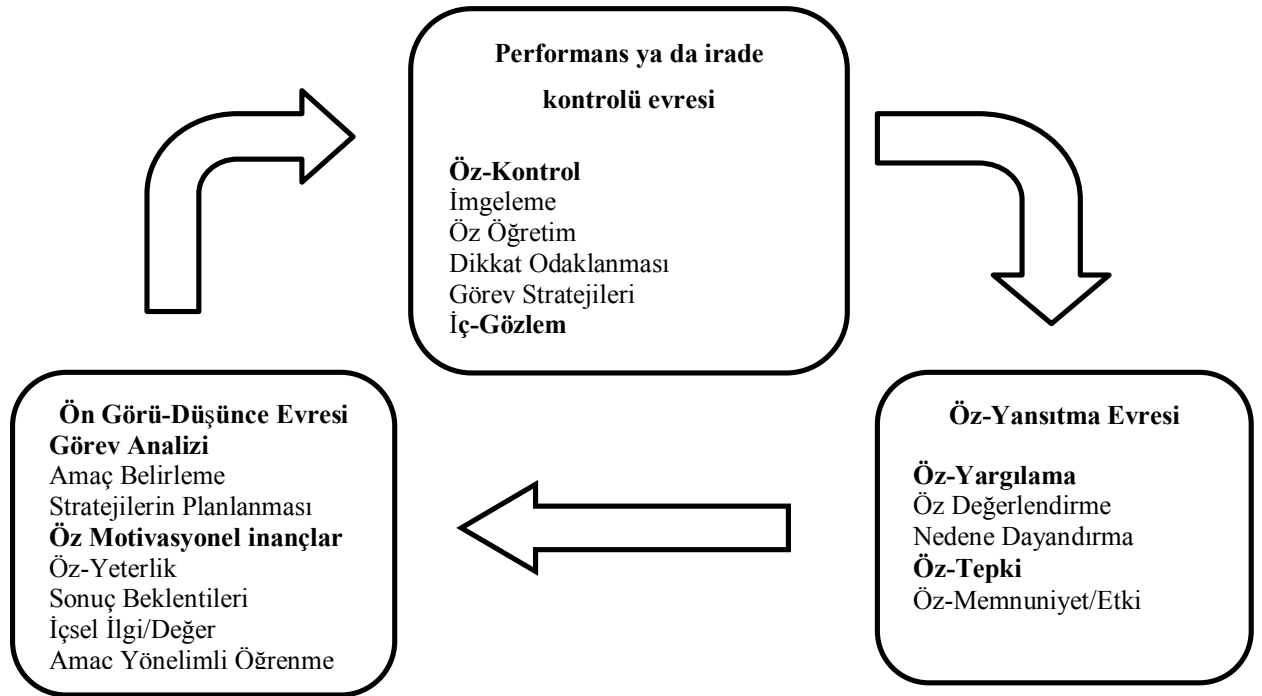 Performans ya da irade
kontrolü evresi
Öz-Kontrol
İmgeleme
Öz Öğretim
Dikkat Odaklanması
Görev Stratejileri
İç-Gözlem
Ön Görü-Düşünce Evresi
Görev Analizi
Amaç Belirleme
Stratejilerin Planlanması
Öz Motivasyonel inançlar
Öz-Yeterlik
Sonuç Beklentileri
İçsel İlgi/Değer
Amaç Yönelimli Öğrenme
Öz-Yansıtma Evresi
Öz-Yargılama
Öz Değerlendirme
Nedene Dayandırma
Öz-Tepki
Öz-Memnuniyet/Etki